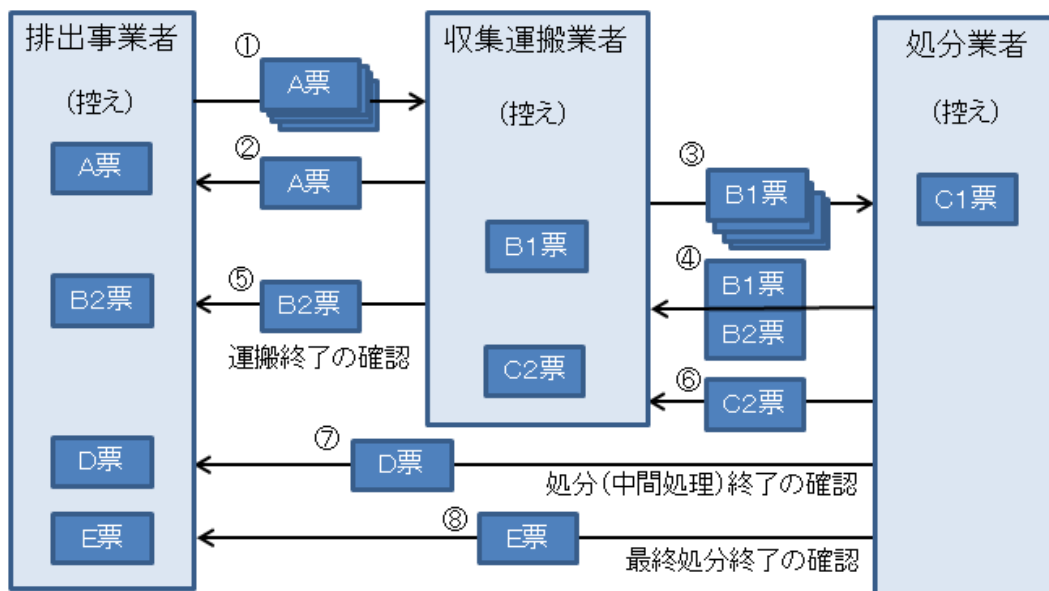 排出事業者
(控え)
A票
B2票
D票
E票
①
A票
②
A票
⑤
B2票
運搬終了の確認
収集運搬業者
(控え)
B1票
C2票
③
B1票
④
B1票
B2票
⑥
C2票
⑦
D票
処分(中間処理)終了の確認
⑧
E票
最終処分終了の確認
処分業者
(控え)
C1票